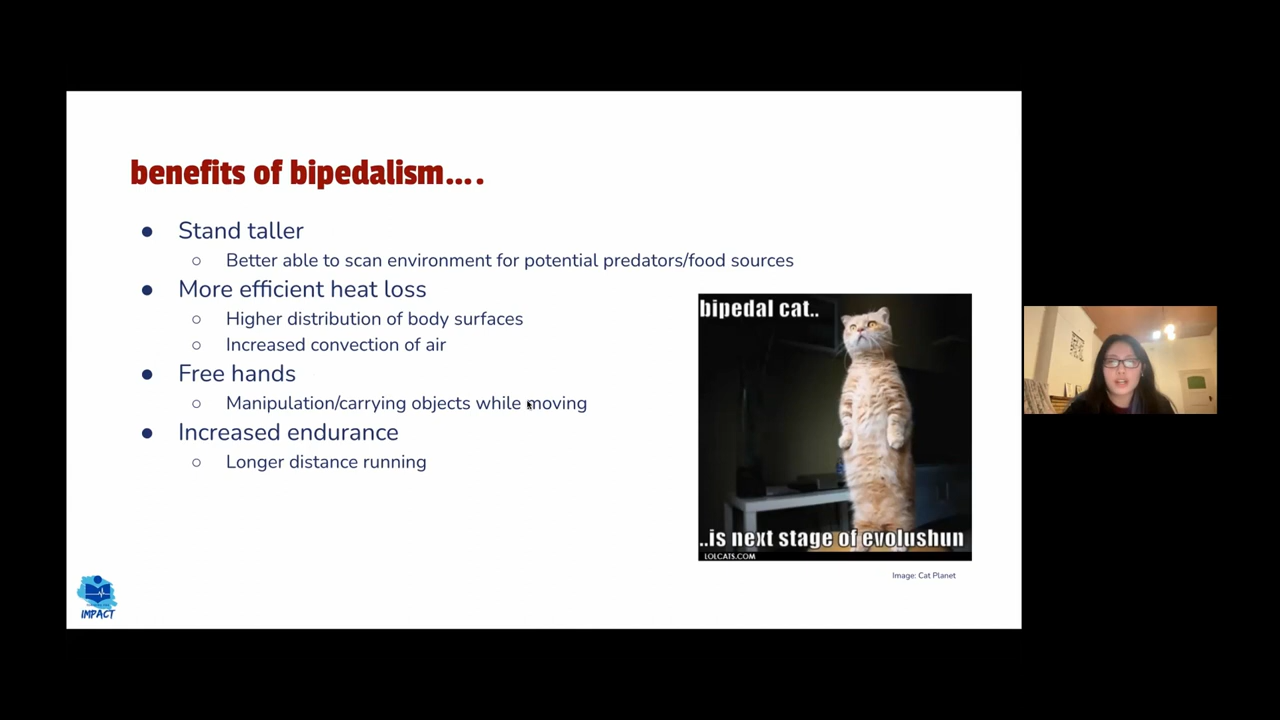 benefits of bipedalism....
Stand taller
Better able to scan environment for potential predators/food sources
More efficient heat loss
Higher distribution of body surfaces
Increased convection of air
Free hands
Manipulation/carrying objects while moving
Increased endurance
Longer distance running
bipedal cat..
..is next stage of evolushun
LOLCATS.COM
Image: Cat Planet
IMPACT